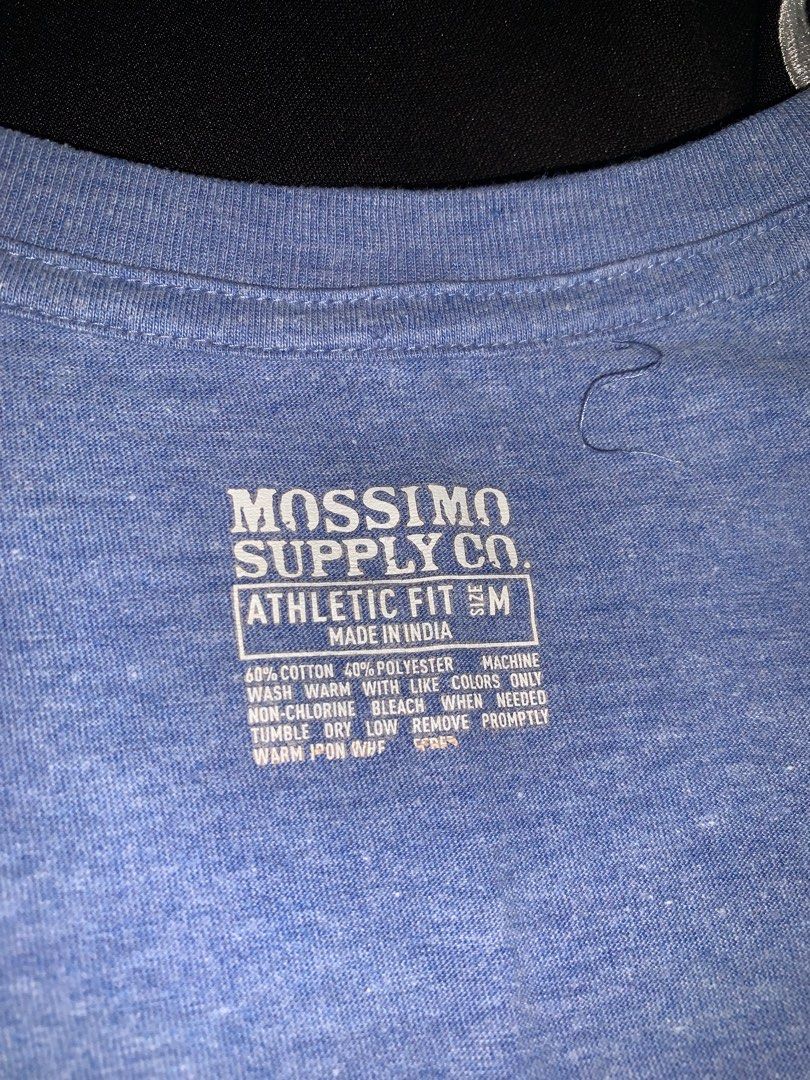 MOSSIMO
SUPPLY CO.
ATHLETIC FIT SIZE M
MADE IN INDIA
60% COTTON 40% POLYESTER MACHINE
WASH WARM WITH LIKE COLORS ONLY
NON-CHLORINE BLEACH WHEN NEEDED
TUMBLE DRY LOW REMOVE PROMPTLY
WARM IRON